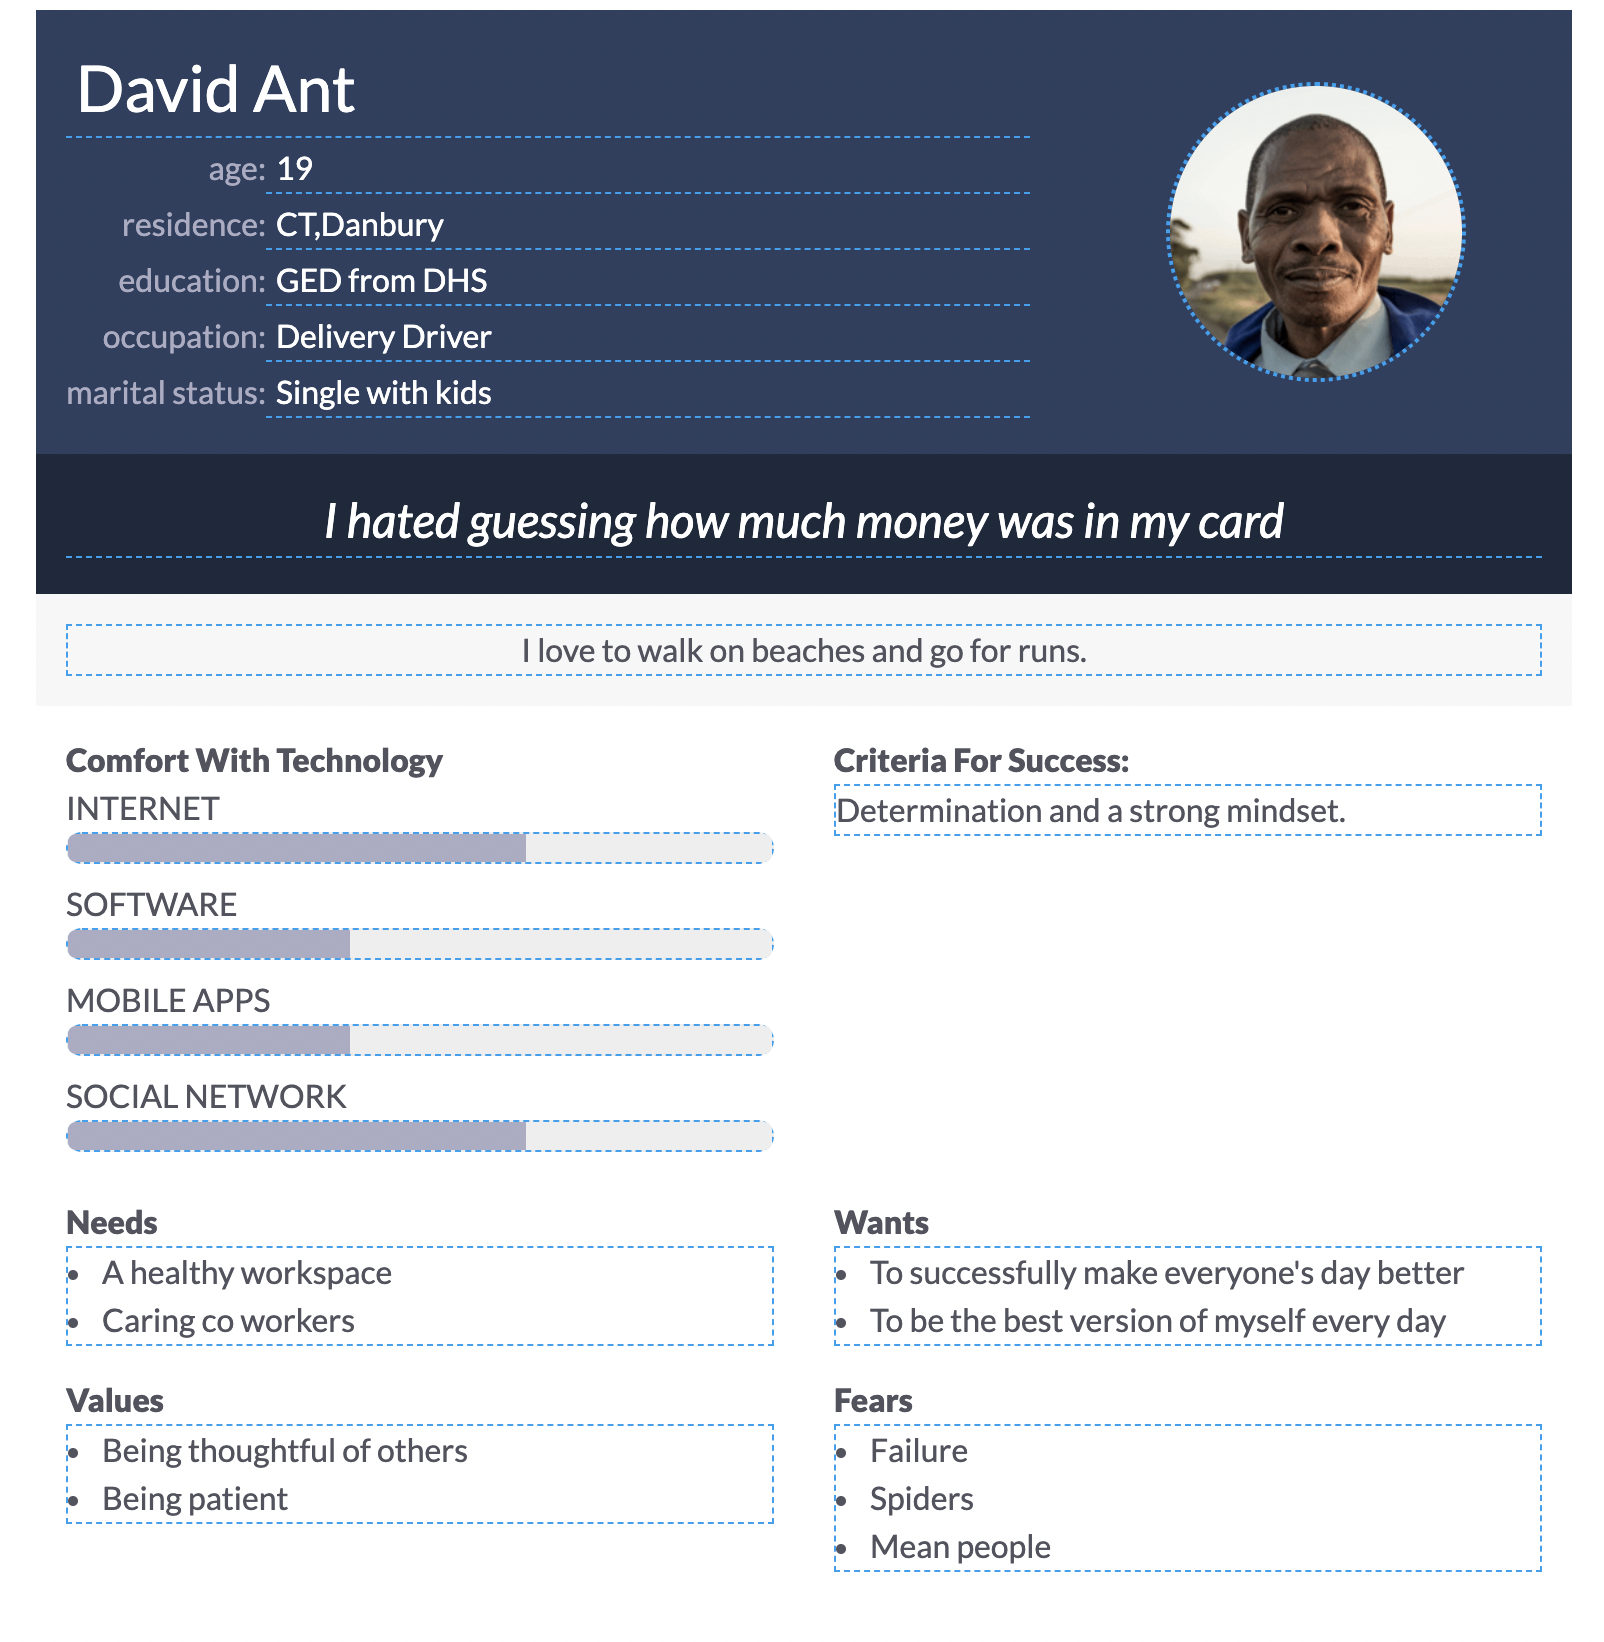 David Ant
age: 19
residence: CT,Danbury
education: GED from DHS
occupation: Delivery Driver
marital status: Single with kids
I hated guessing how much money was in my card
I love to walk on beaches and go for runs.
Comfort With Technology
INTERNET
SOFTWARE
MOBILE APPS
SOCIAL NETWORK
Criteria For Success:
Determination and a strong mindset.
Needs
• A healthy workspace
• Caring co workers
Wants
• To successfully make everyone's day better
• To be the best version of myself every day
Values
• Being thoughtful of others
• Being patient
Fears
• Failure
• Spiders
• Mean people